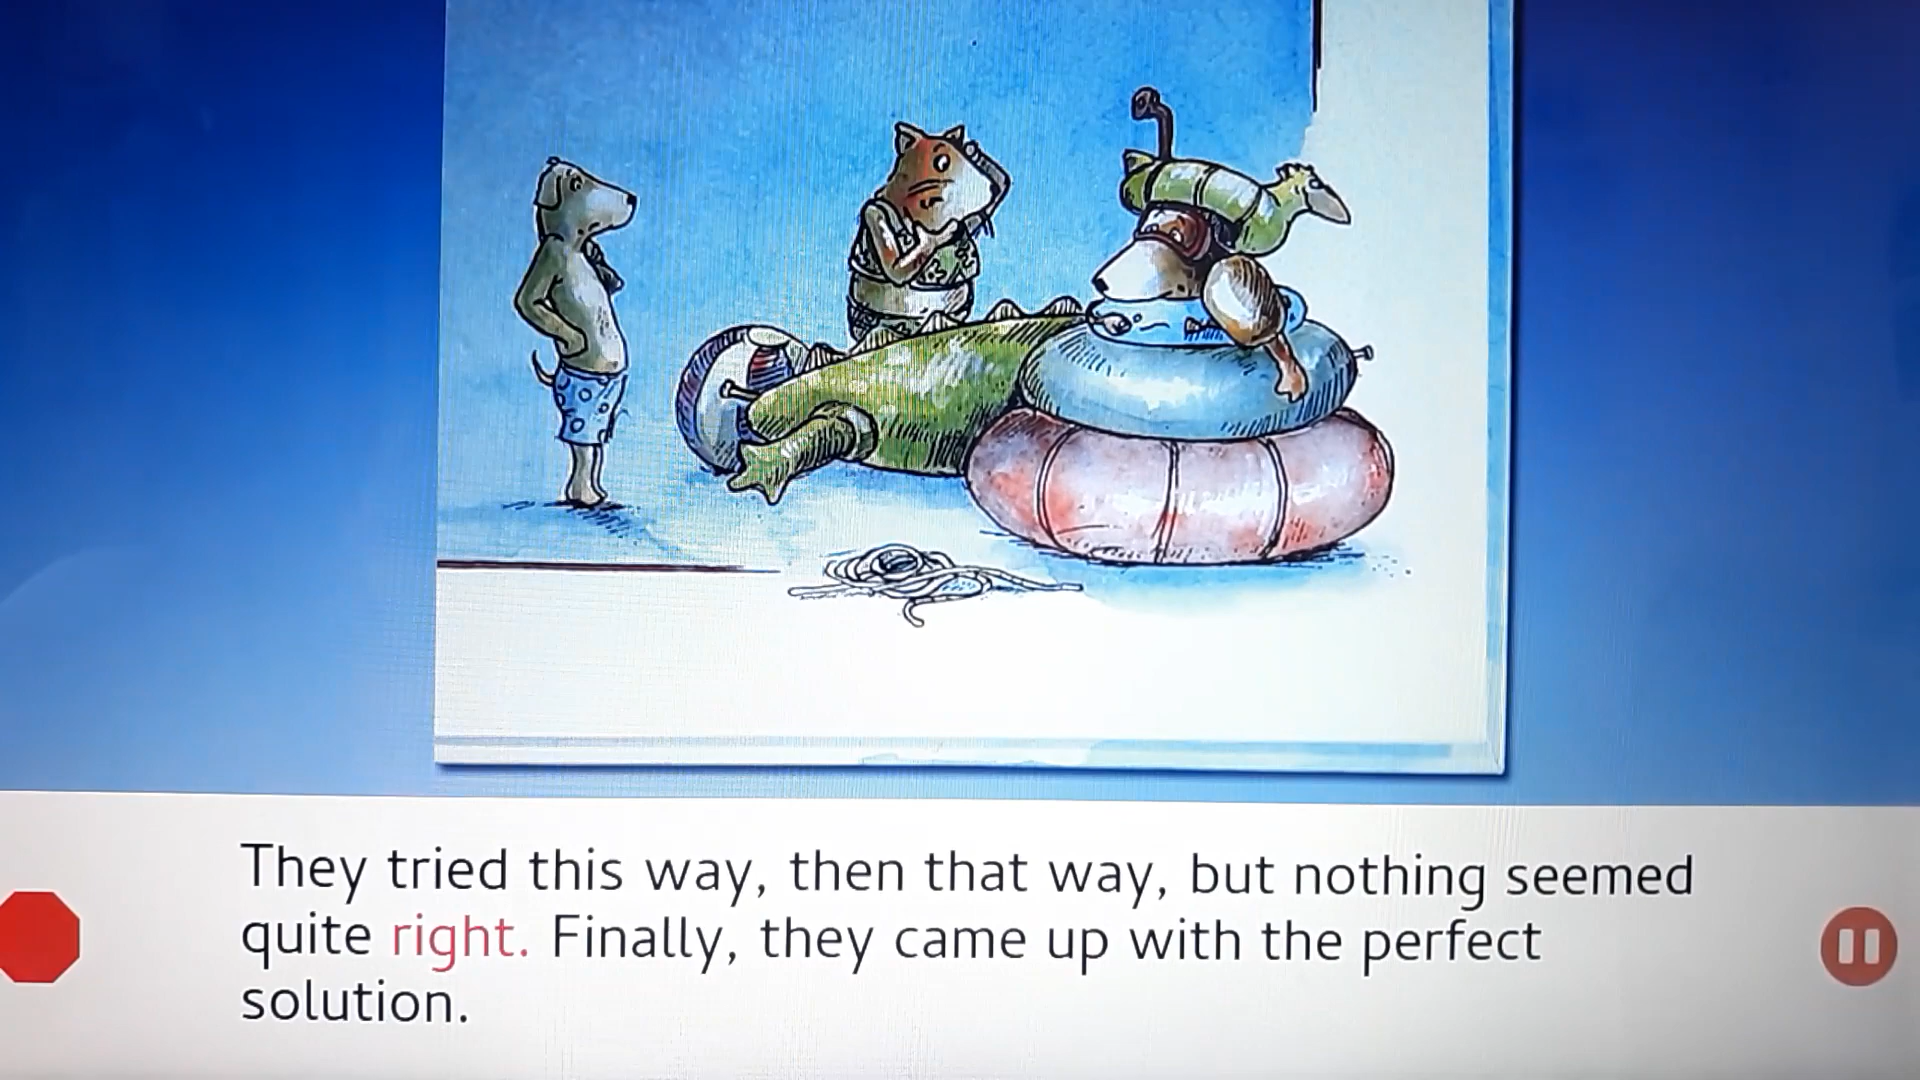 They tried this way, then that way, but nothing seemed
quite right. Finally, they came up with the perfect
solution.